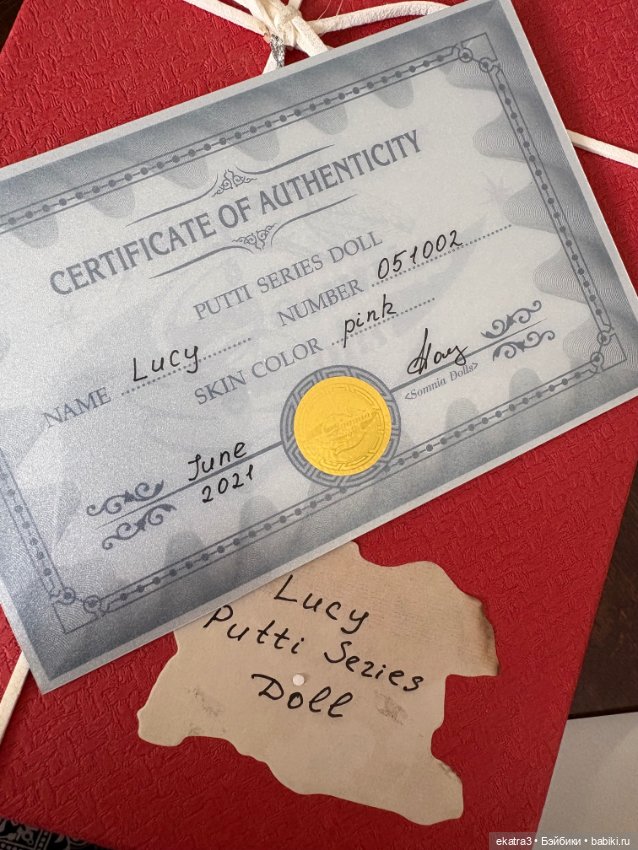 CERTIFICATE OF AUTHENTICITY
PUTTI SERIES DOLL
NAME Lucy NUMBER 051002
SKIN COLOR pink
June
2021
<Somnia Dolls>
Lucy
Putti Sezies
Doll
ekatra3 • Бэйбики • babiki.ru